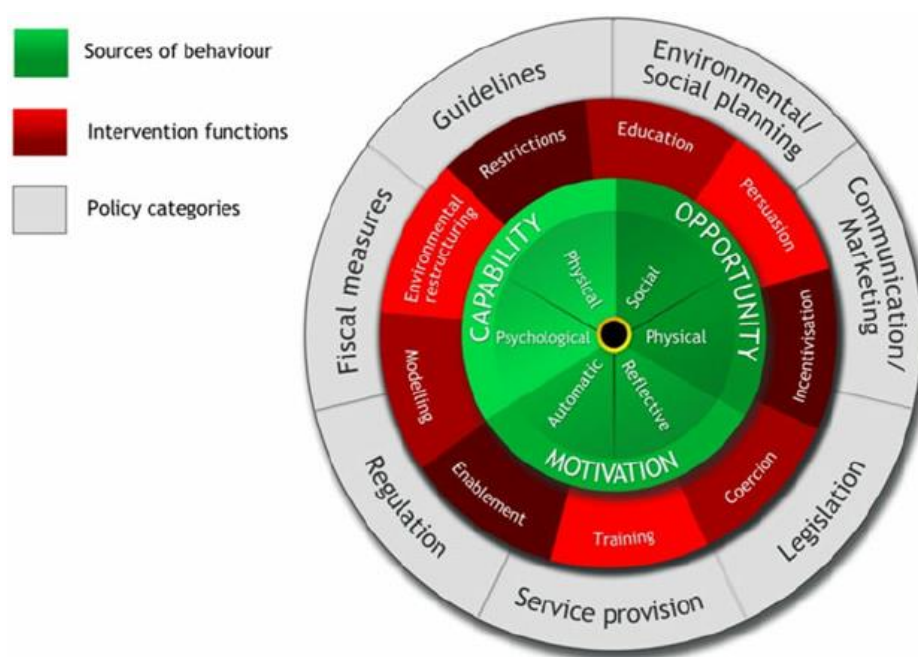 Sources of behaviour
Intervention functions
Policy categories
Guidelines
Environmental/
Social planning
Communication/
Marketing
Legislation
Service provision
Regulation
Fiscal measures
Restrictions
Education
Persuasion
Incentivisation
Coercion
Training
Enablement
Modelling
Environmental
restructuring
CAPABILITY
OPPORTUNITY
MOTIVATION
Physical
Social
Psychological
Physical
Automatic
Reflective